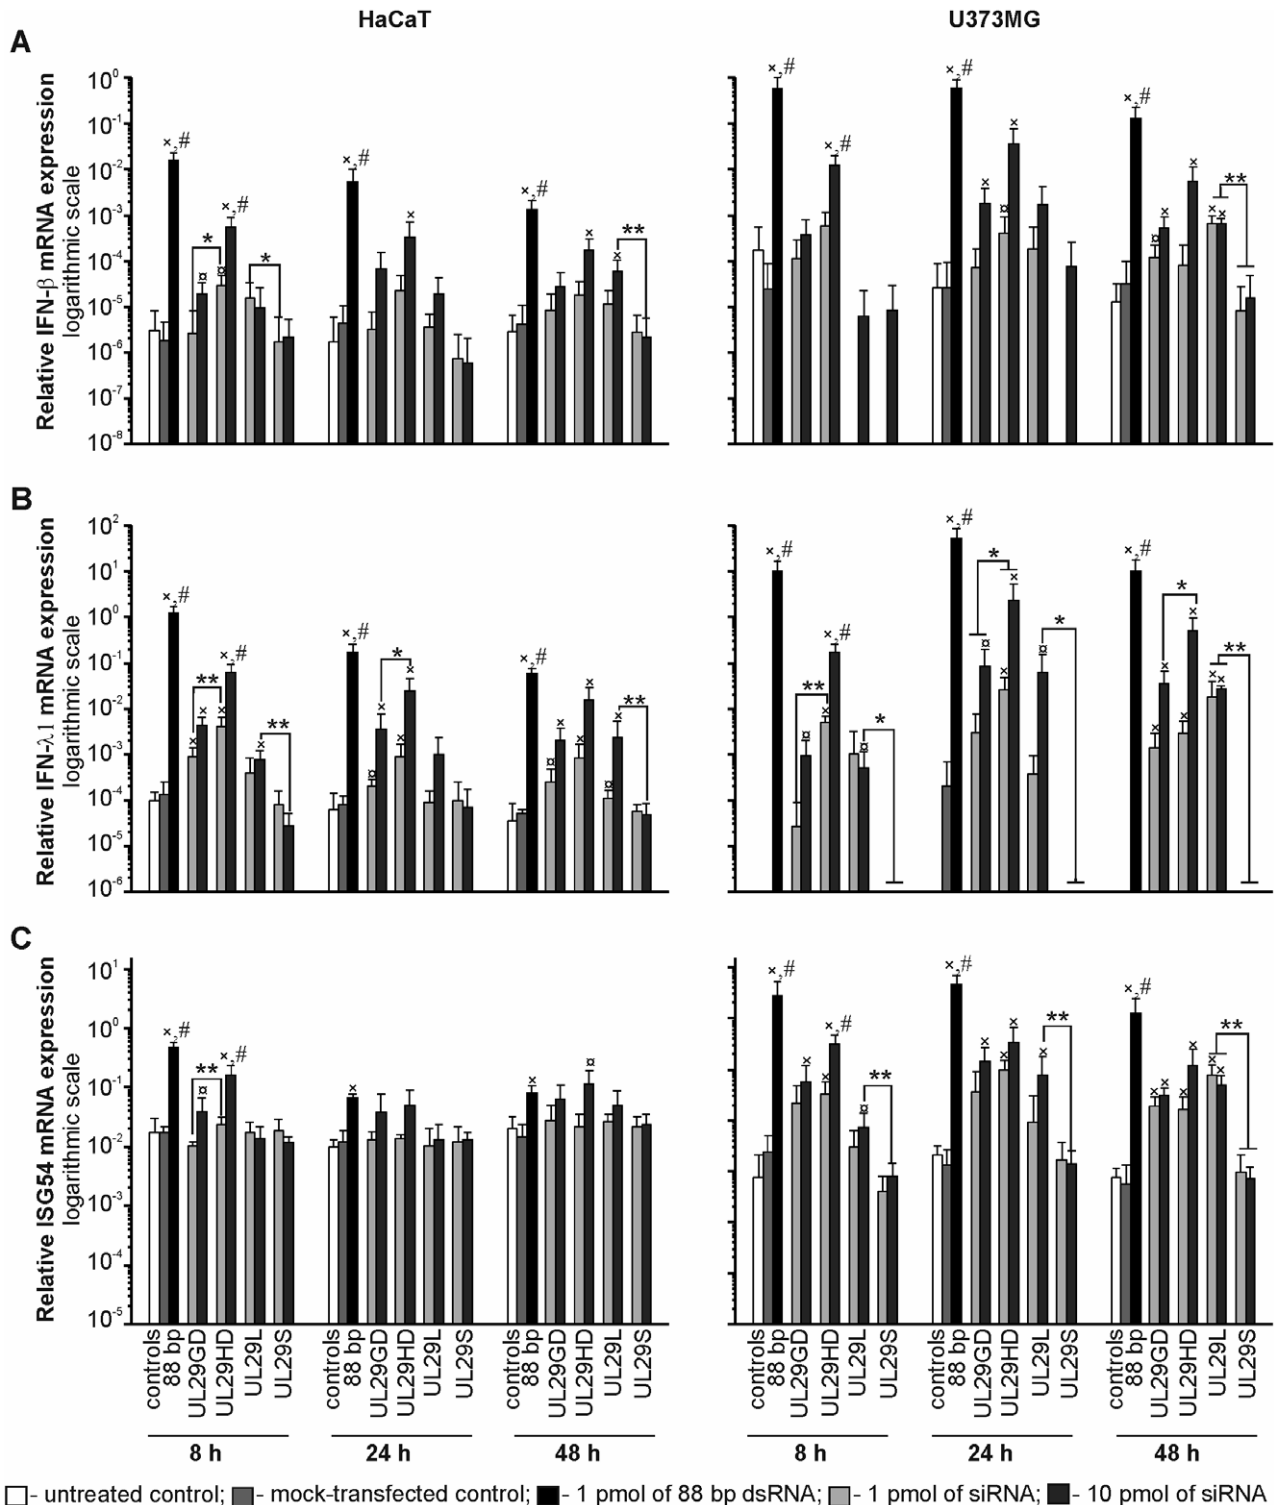 HaCaT U373MG
A
Relative IFN-β mRNA expression
logarithmic scale
10⁰
10⁻¹
10⁻²
10⁻³
10⁻⁴
10⁻⁵
10⁻⁶
10⁻⁷
10⁻⁸
×,# * ¤ ¤ ×,# *
×,# ×
×,# × × **
×,# ×,#
×,# × ¤ ×
×,# ¤ × × × × **
B
Relative IFN-λ1 mRNA expression
logarithmic scale
10²
10¹
10⁰
10⁻¹
10⁻²
10⁻³
10⁻⁴
10⁻⁵
10⁻⁶
×,# × × ** × ×,# × **
×,# ¤ × * × ×
×,# ¤ × × × ¤ × **
×,# ¤ ** × ×,# ¤ *
×,# ¤ * × × ¤ *
×,# × × * × × × × **
C
Relative ISG54 mRNA expression
logarithmic scale
10¹
10⁰
10⁻¹
10⁻²
10⁻³
10⁻⁴
10⁻⁵
×,# ** ¤ ×,#
×
× ¤
×,# × × ×,# ¤ **
×,# × × × × **
×,# × × × × × × **
controls 88 bp UL29GD UL29HD UL29L UL29S controls 88 bp UL29GD UL29HD UL29L UL29S controls 88 bp UL29GD UL29HD UL29L UL29S controls 88 bp UL29GD UL29HD UL29L UL29S controls 88 bp UL29GD UL29HD UL29L UL29S controls 88 bp UL29GD UL29HD UL29L UL29S
8 h 24 h 48 h 8 h 24 h 48 h
- untreated control; - mock-transfected control; - 1 pmol of 88 bp dsRNA; - 1 pmol of siRNA; - 10 pmol of siRNA